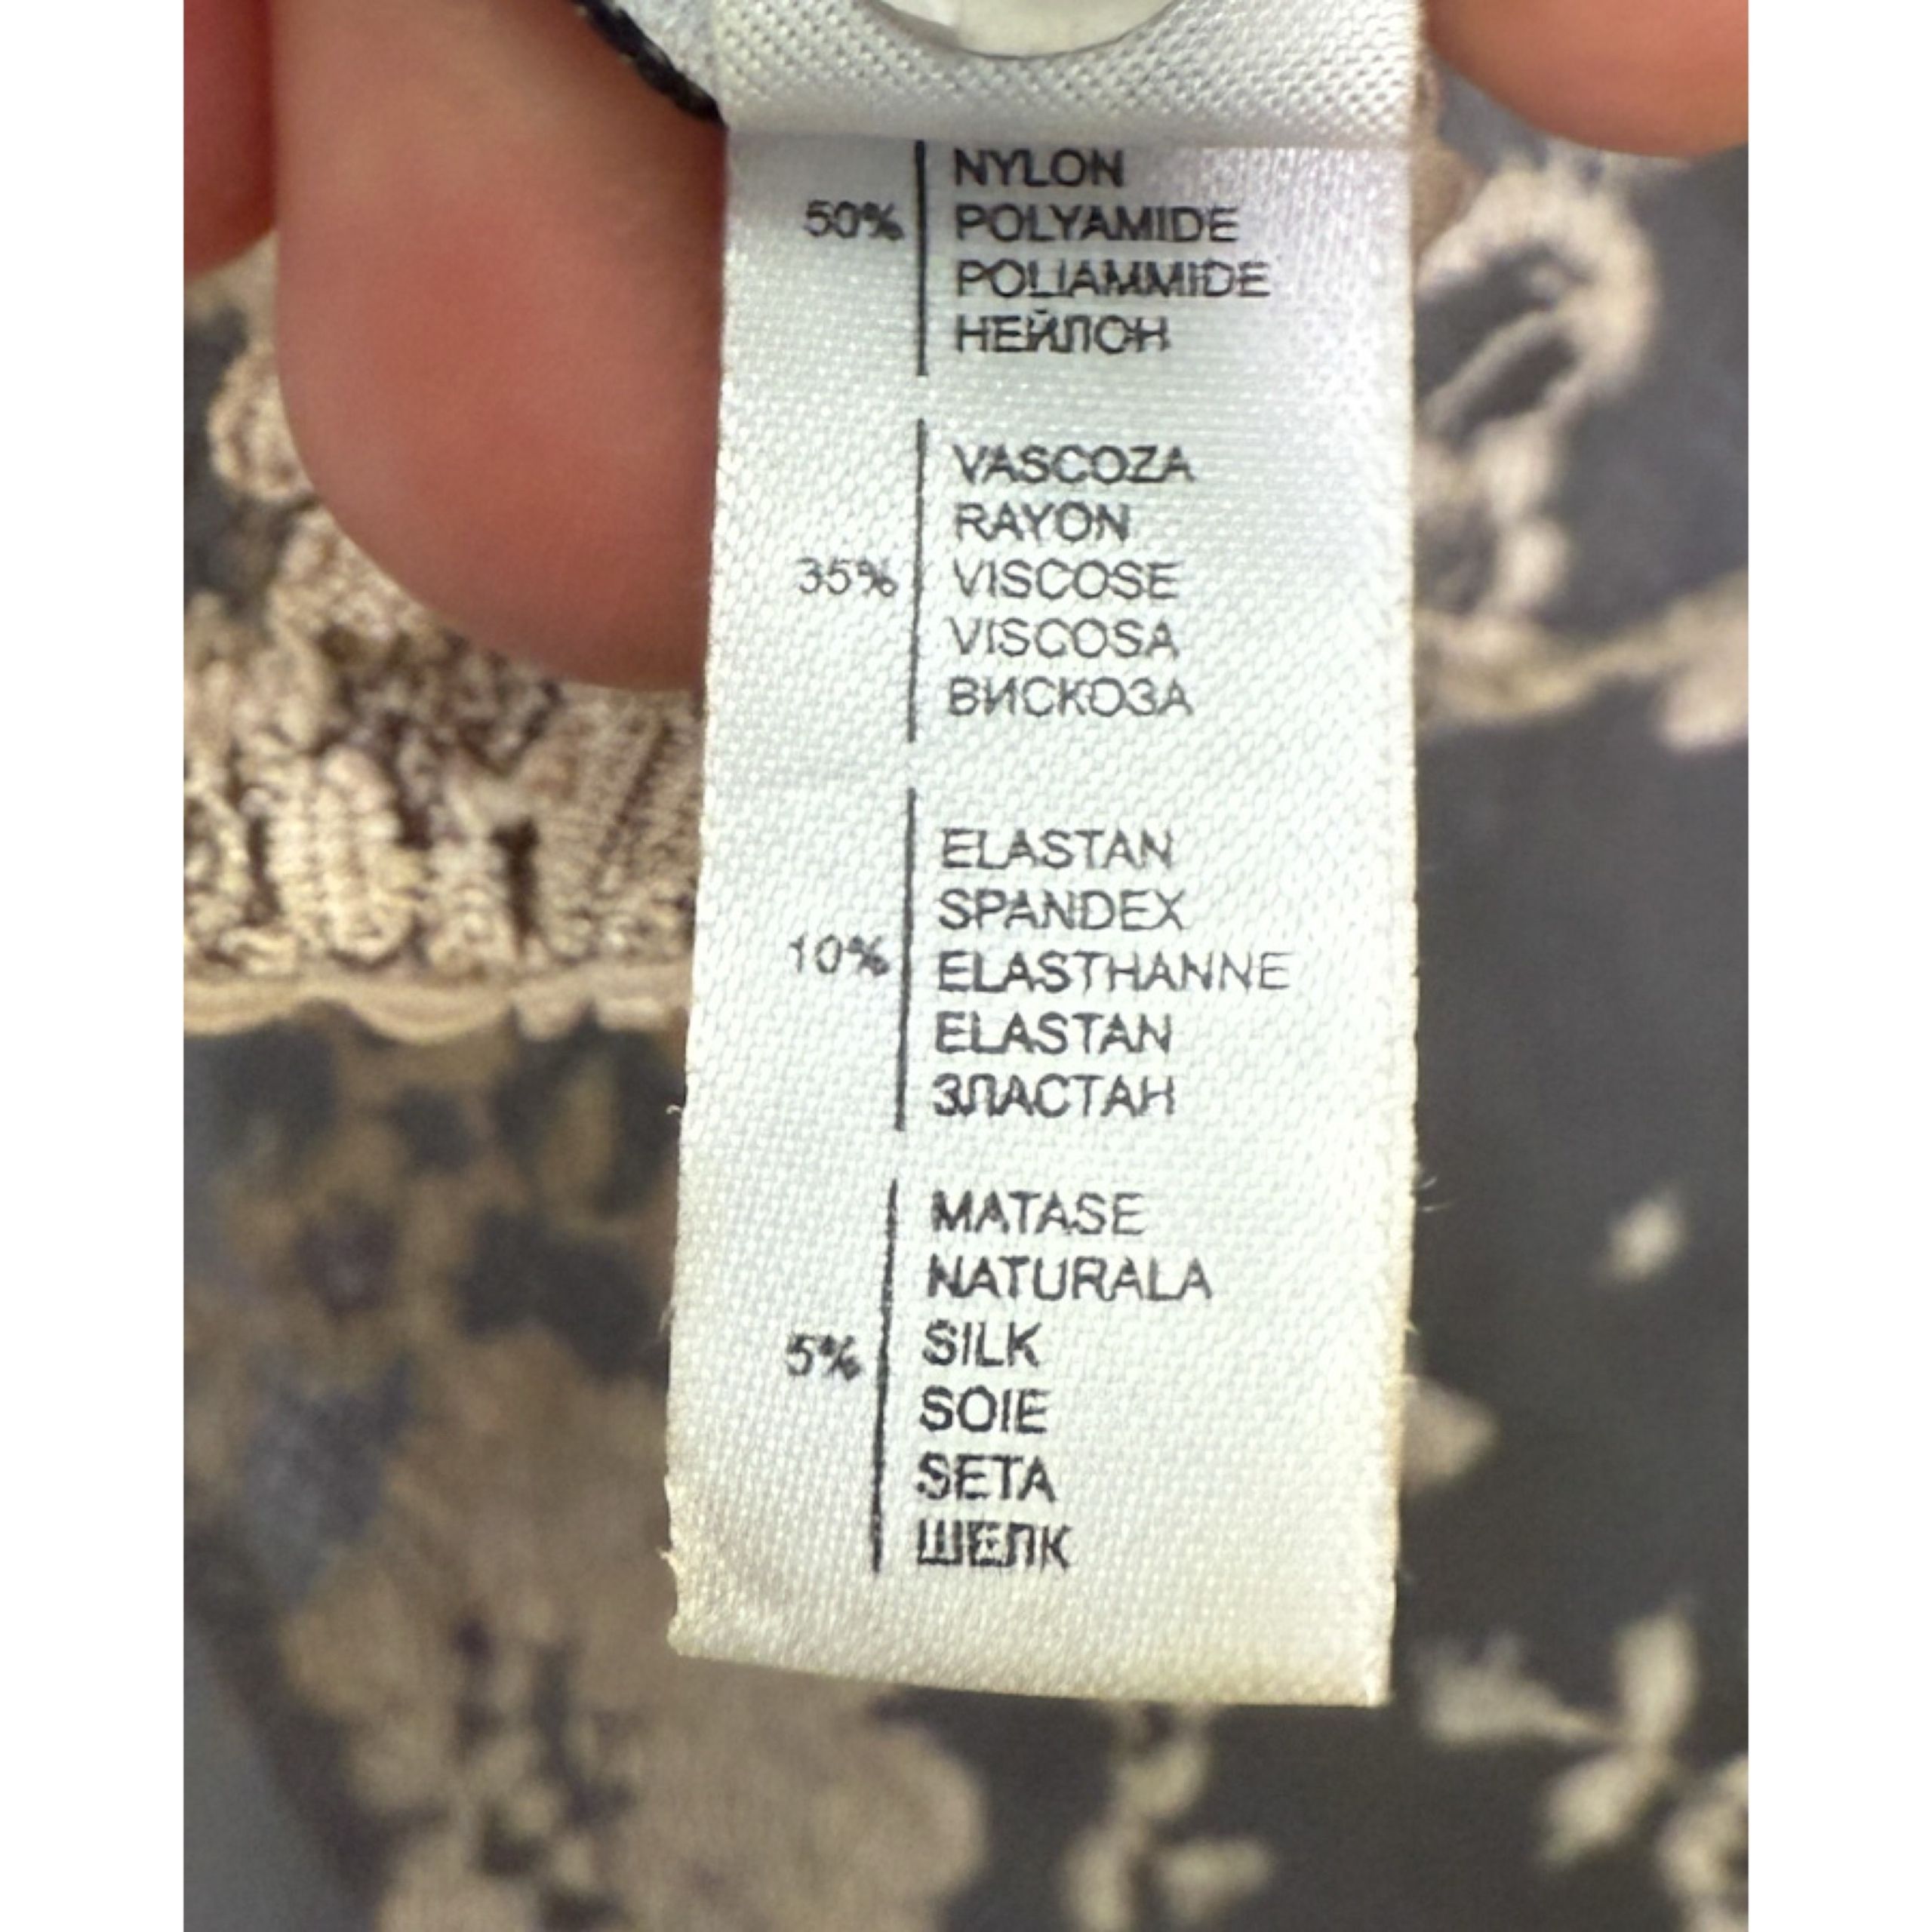 NYLON
50% POLYAMIDE
POLIAMMIDE
НЕЙЛОН
VASCOZA
RAYON
35% VISCOSE
VISCOSA
ВИСКОЗА
ELASTAN
SPANDEX
10% ELASTHANNE
ELASTAN
ЗЛАСТАН
MATASE
NATURALA
SILK
5% SOIE
SETA
ШЕЛК